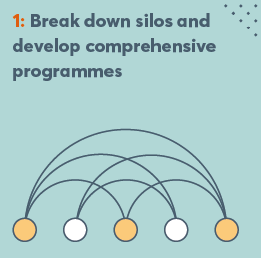 1: Break down silos and
develop comprehensive
programmes